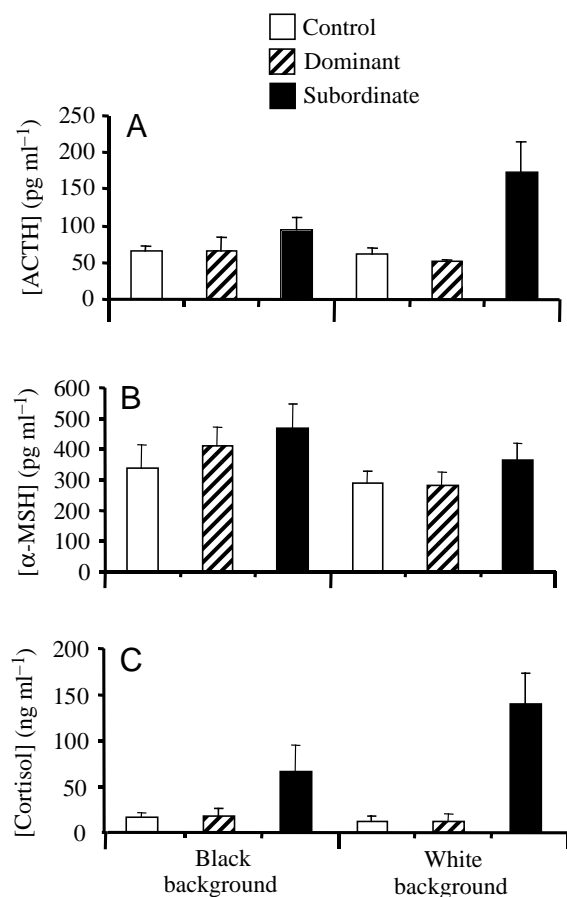 Control
Dominant
Subordinate
A
[ACTH] (pg ml⁻¹)
250
200
150
100
50
0
B
[α-MSH] (pg ml⁻¹)
600
500
400
300
200
100
0
C
[Cortisol] (ng ml⁻¹)
200
150
100
50
0
Black
background
White
background